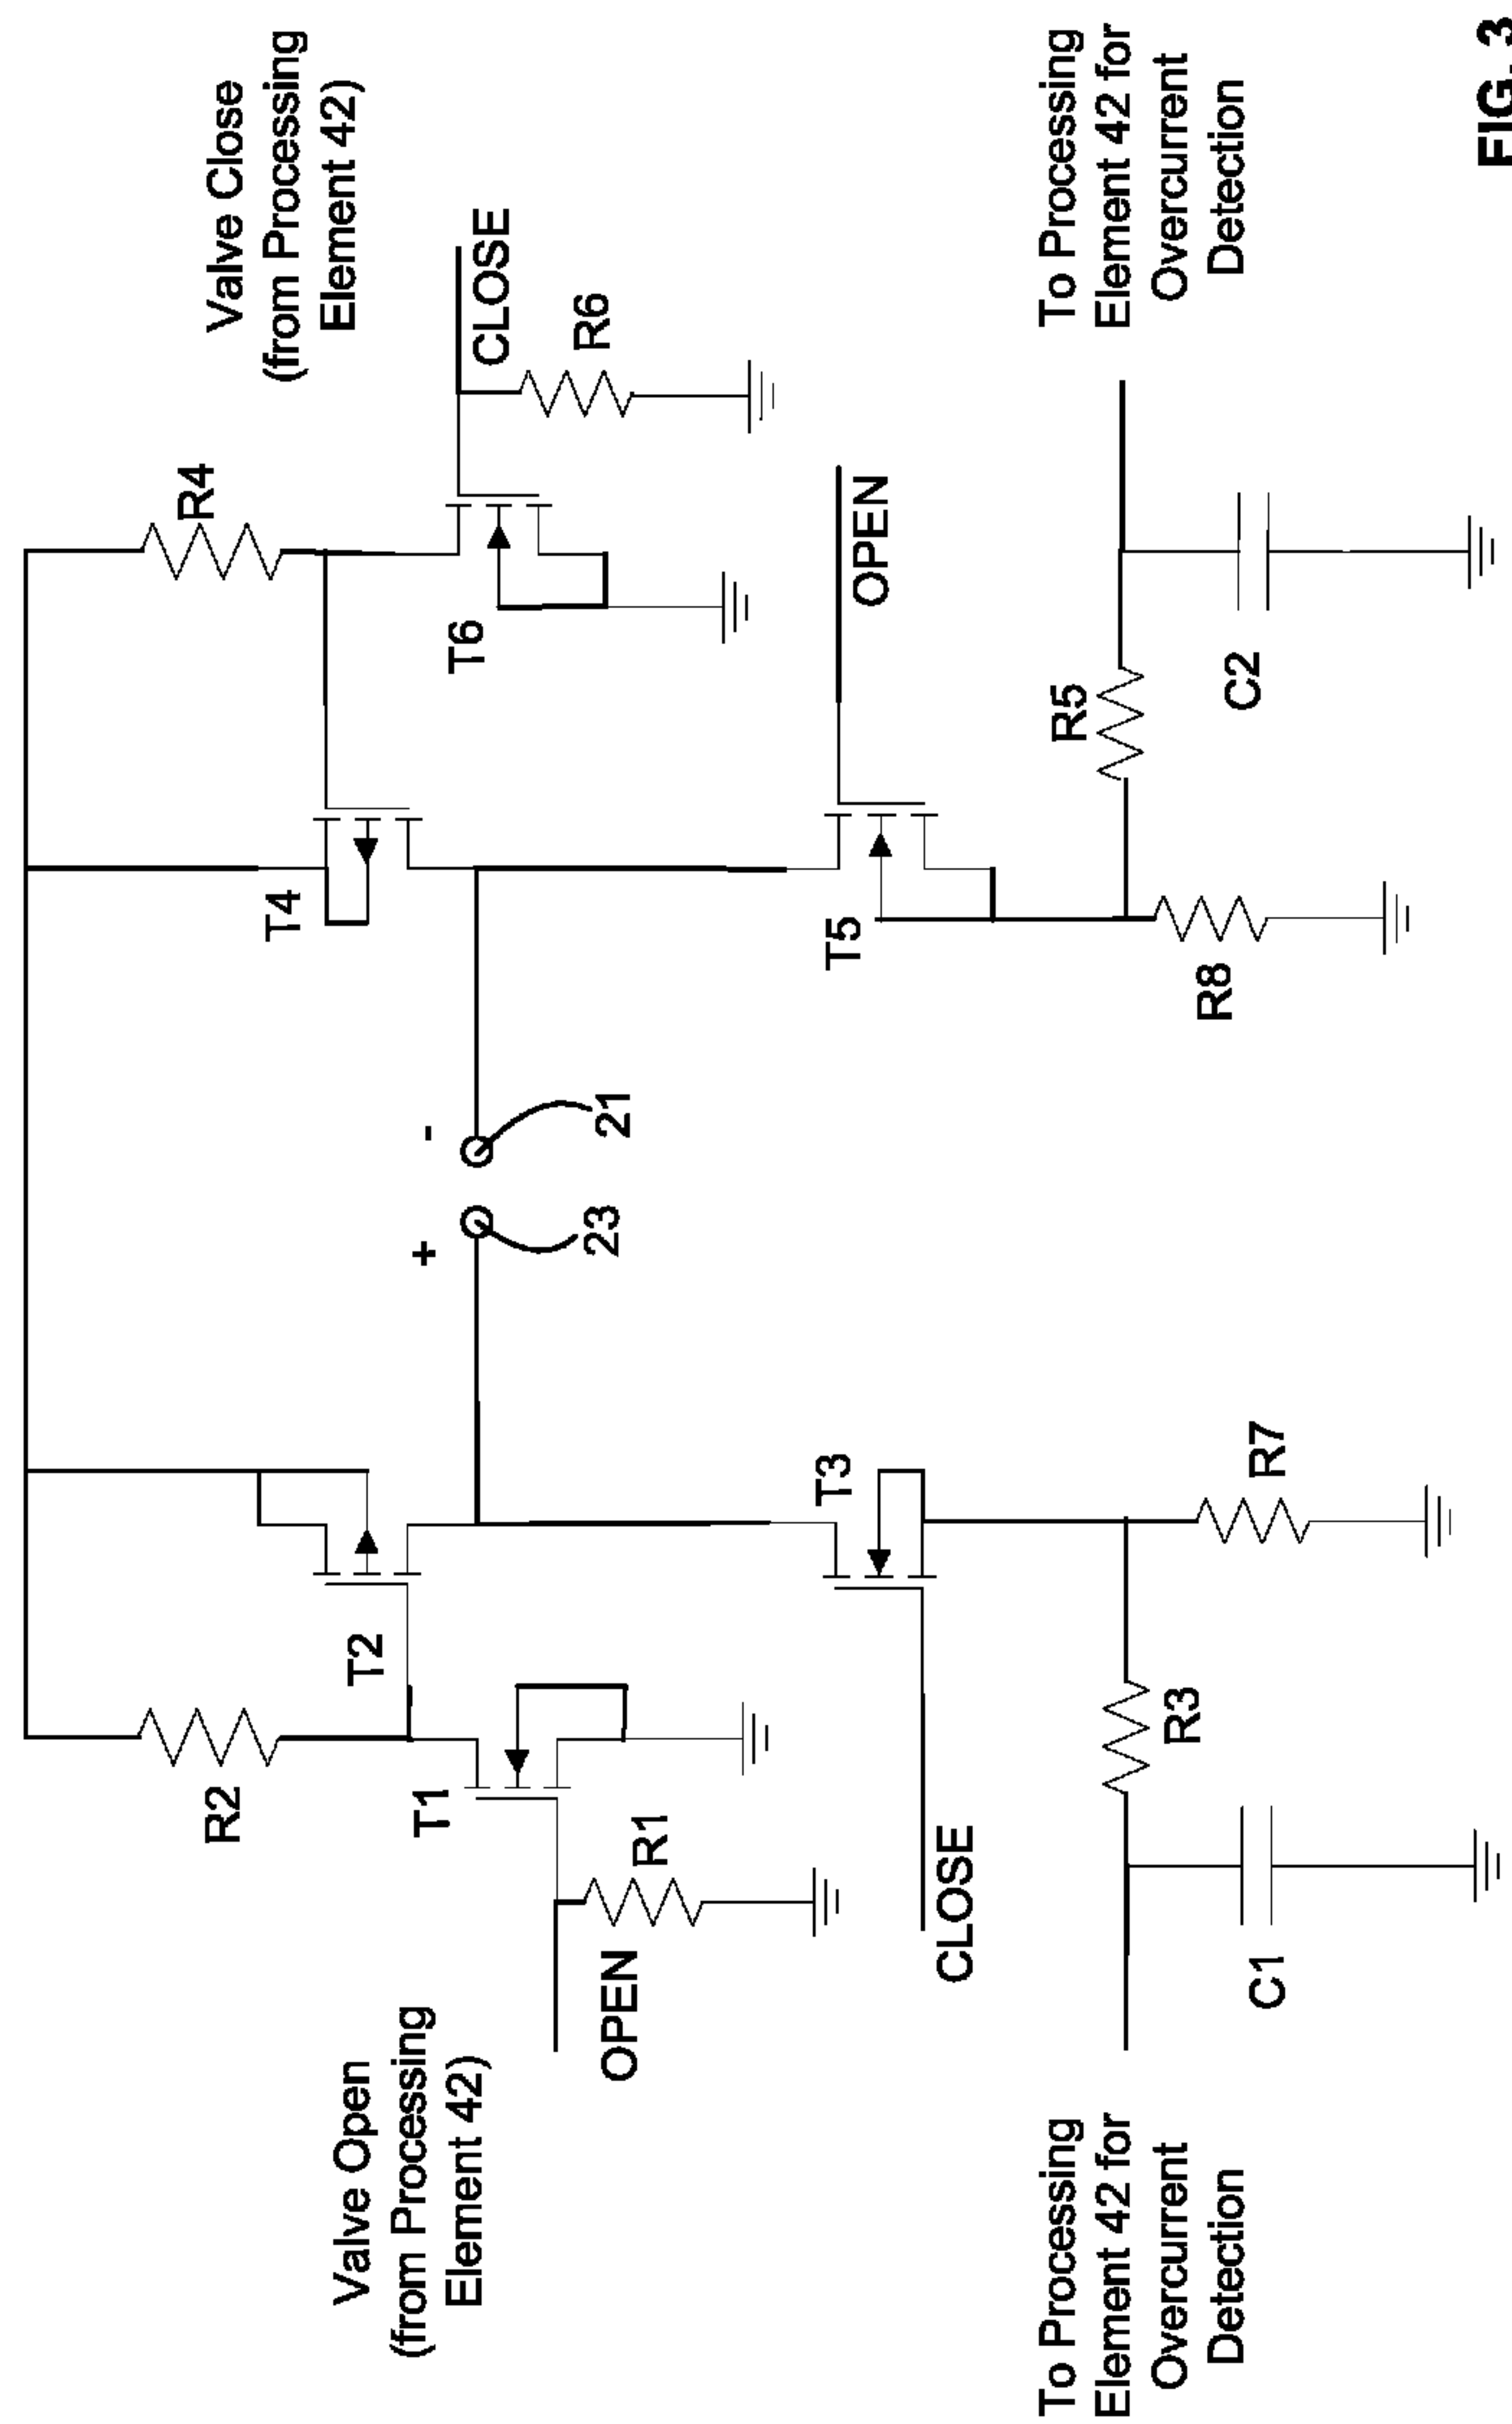 Valve Open
(from Processing
Element 42)
OPEN
R1
R2
T1
T2
+
23
-
21
T3
CLOSE
R3
R7
C1
To Processing
Element 42 for
Overcurrent
Detection
Valve Close
(from Processing
Element 42)
CLOSE
R6
R4
T6
T4
OPEN
T5
R5
R8
C2
To Processing
Element 42 for
Overcurrent
Detection
FIG. 3